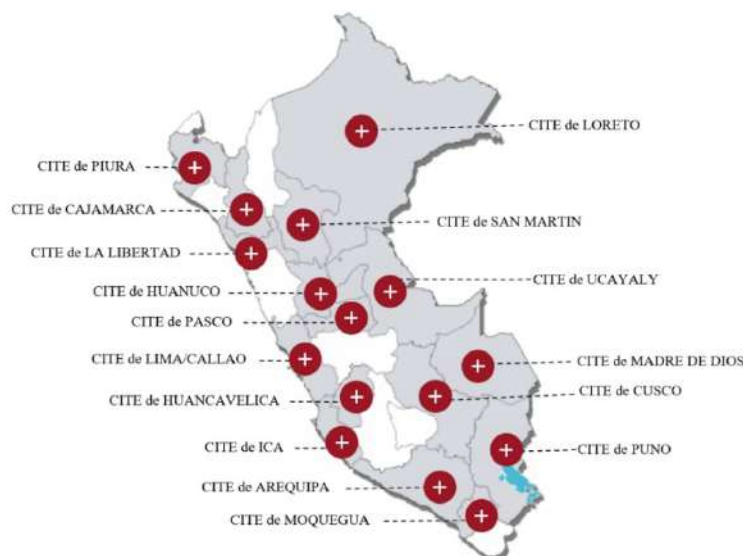 CITE de LORETO
CITE de PIURA
CITE de CAJAMARCA
CITE de SAN MARTIN
CITE de LA LIBERTAD
CITE de UCAYALY
CITE de HUANUCO
CITE de PASCO
CITE de LIMA/CALLAO
CITE de MADRE DE DIOS
CITE de CUSCO
CITE de HUANCAVELICA
CITE de ICA
CITE de PUNO
CITE de AREQUIPA
CITE de MOQUEGUA